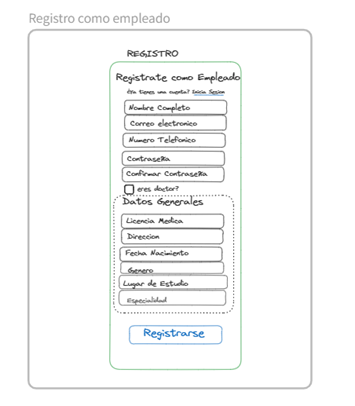 Registro como empleado
REGISTRO
Registrate como Empleado
¿Ya tienes una cuenta? Inicia Sesion
Nombre Completo
Correo electronico
Numero Telefonico
Contraseña
Confirmar Contraseña
eres doctor?
Datos Generales
Licencia Medica
Direccion
Fecha Nacimiento
Genero
Lugar de Estudio
Especialidad
Registrarse